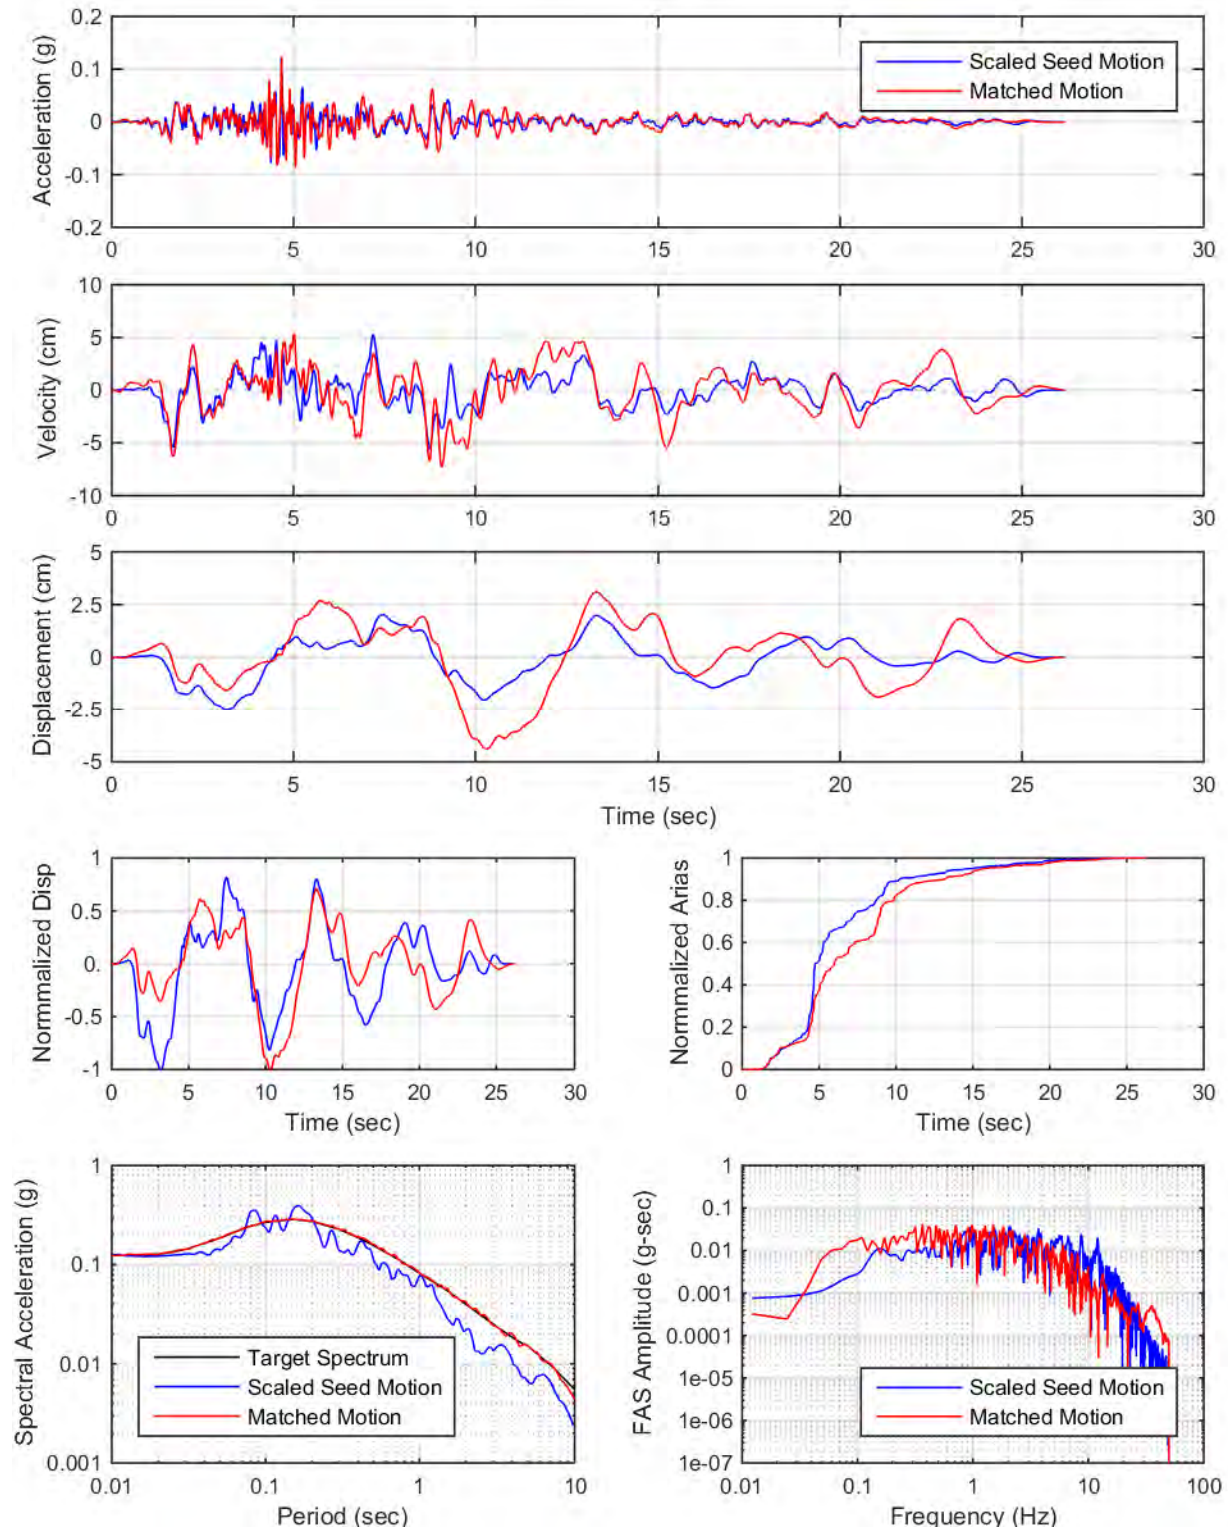 0.2
0.1
0
-0.1
-0.2
Acceleration (g)
Scaled Seed Motion
Matched Motion
0 5 10 15 20 25 30
10
5
0
-5
-10
Velocity (cm)
0 5 10 15 20 25 30
5
2.5
0
-2.5
-5
Displacement (cm)
0 5 10 15 20 25 30
Time (sec)
1
0.5
0.
-0.5
-1
Normalized Disp
0 5 10 15 20 25 30
Time (sec)
1
0.8
0.6
0.4
0.2
0
Normmalized Arias
0 5 10 15 20 25 30
Time (sec)
1
0.1
0.01
0.001
Spectral Acceleration (g)
Target Spectrum
Scaled Seed Motion
Matched Motion
0.01 0.1 1 10
Period (sec)
1
0.1
0.01
0.001
0.0001
1e-05
1e-06
1e-07
FAS Amplitude (g-sec)
Scaled Seed Motion
Matched Motion
0.01 0.1 1 10 100
Frequency (Hz)